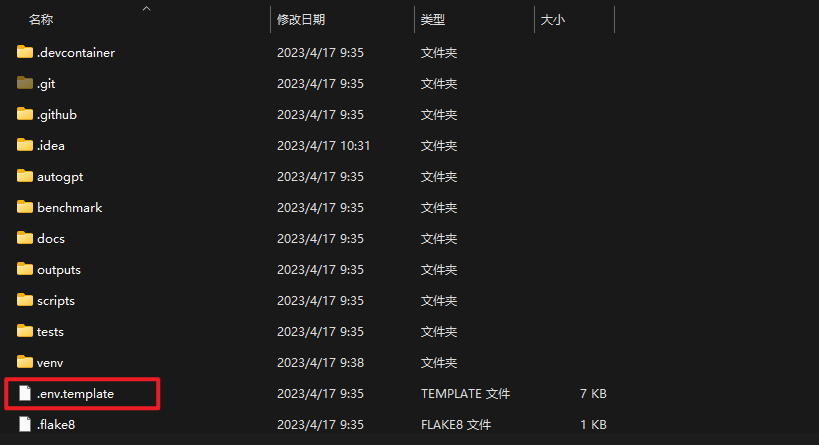 名称 修改日期 类型 大小
.devcontainer 2023/4/17 9:35 文件夹
.git 2023/4/17 9:35 文件夹
.github 2023/4/17 9:35 文件夹
.idea 2023/4/17 10:31 文件夹
autogpt 2023/4/17 9:35 文件夹
benchmark 2023/4/17 9:35 文件夹
docs 2023/4/17 9:35 文件夹
outputs 2023/4/17 9:35 文件夹
scripts 2023/4/17 9:35 文件夹
tests 2023/4/17 9:35 文件夹
venv 2023/4/17 9:38 文件夹
.env.template 2023/4/17 9:35 TEMPLATE 文件 7 KB
.flake8 2023/4/17 9:35 FLAKE8 文件 1 KB